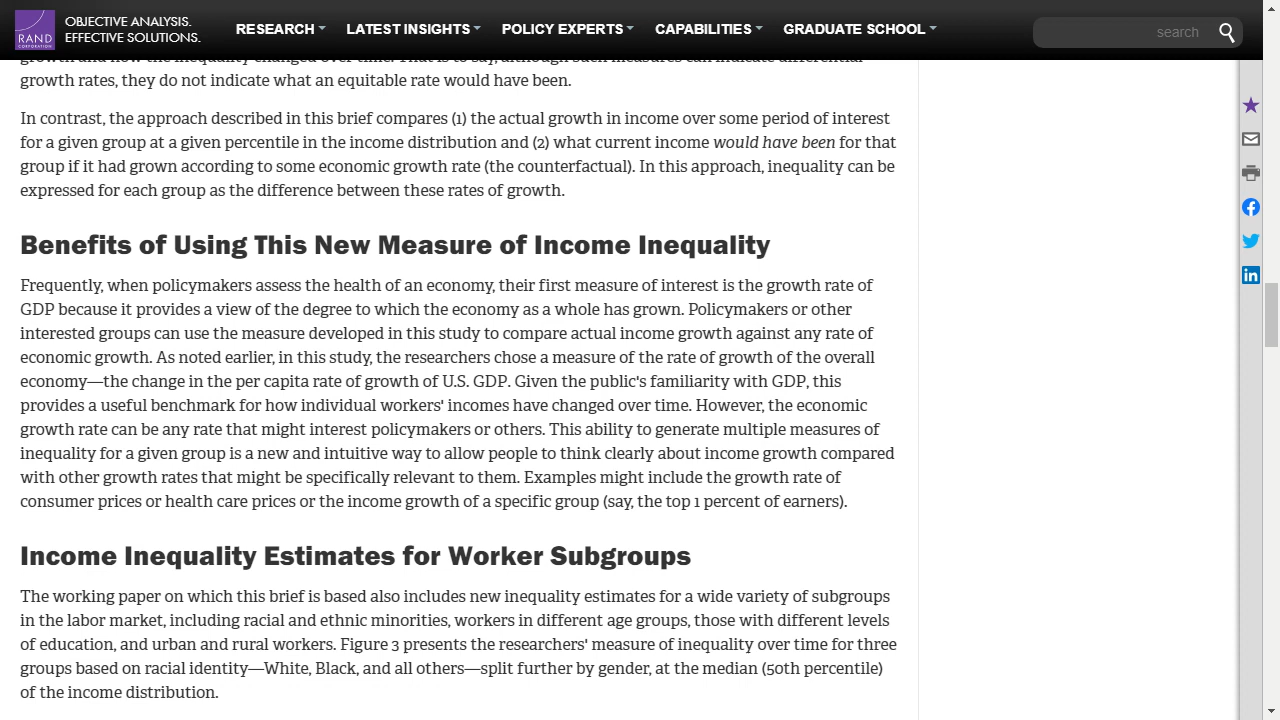 RAND
CORPORATION
OBJECTIVE ANALYSIS.
EFFECTIVE SOLUTIONS.
RESEARCH
LATEST INSIGHTS
POLICY EXPERTS
CAPABILITIES
GRADUATE SCHOOL
search
growth and how the inequality changed over time. That is to say, although such measures can indicate differential
growth rates, they do not indicate what an equitable rate would have been.
In contrast, the approach described in this brief compares (1) the actual growth in income over some period of interest
for a given group at a given percentile in the income distribution and (2) what current income would have been for that
group if it had grown according to some economic growth rate (the counterfactual). In this approach, inequality can be
expressed for each group as the difference between these rates of growth.
Benefits of Using This New Measure of Income Inequality
Frequently, when policymakers assess the health of an economy, their first measure of interest is the growth rate of
GDP because it provides a view of the degree to which the economy as a whole has grown. Policymakers or other
interested groups can use the measure developed in this study to compare actual income growth against any rate of
economic growth. As noted earlier, in this study, the researchers chose a measure of the rate of growth of the overall
economy—the change in the per capita rate of growth of U.S. GDP. Given the public's familiarity with GDP, this
provides a useful benchmark for how individual workers' incomes have changed over time. However, the economic
growth rate can be any rate that might interest policymakers or others. This ability to generate multiple measures of
inequality for a given group is a new and intuitive way to allow people to think clearly about income growth compared
with other growth rates that might be specifically relevant to them. Examples might include the growth rate of
consumer prices or health care prices or the income growth of a specific group (say, the top 1 percent of earners).
Income Inequality Estimates for Worker Subgroups
The working paper on which this brief is based also includes new inequality estimates for a wide variety of subgroups
in the labor market, including racial and ethnic minorities, workers in different age groups, those with different levels
of education, and urban and rural workers. Figure 3 presents the researchers' measure of inequality over time for three
groups based on racial identity—White, Black, and all others—split further by gender, at the median (50th percentile)
of the income distribution.